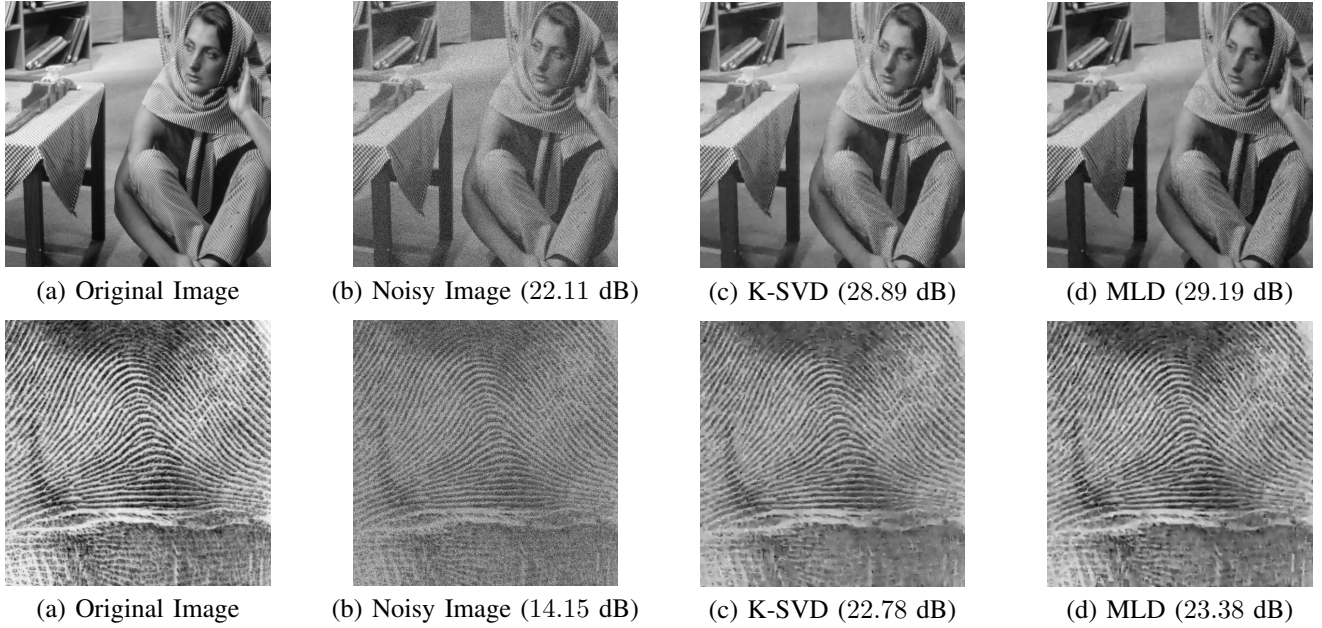 (a) Original Image
(b) Noisy Image (22.11 dB)
(c) K-SVD (28.89 dB)
(d) MLD (29.19 dB)
(a) Original Image
(b) Noisy Image (14.15 dB)
(c) K-SVD (22.78 dB)
(d) MLD (23.38 dB)